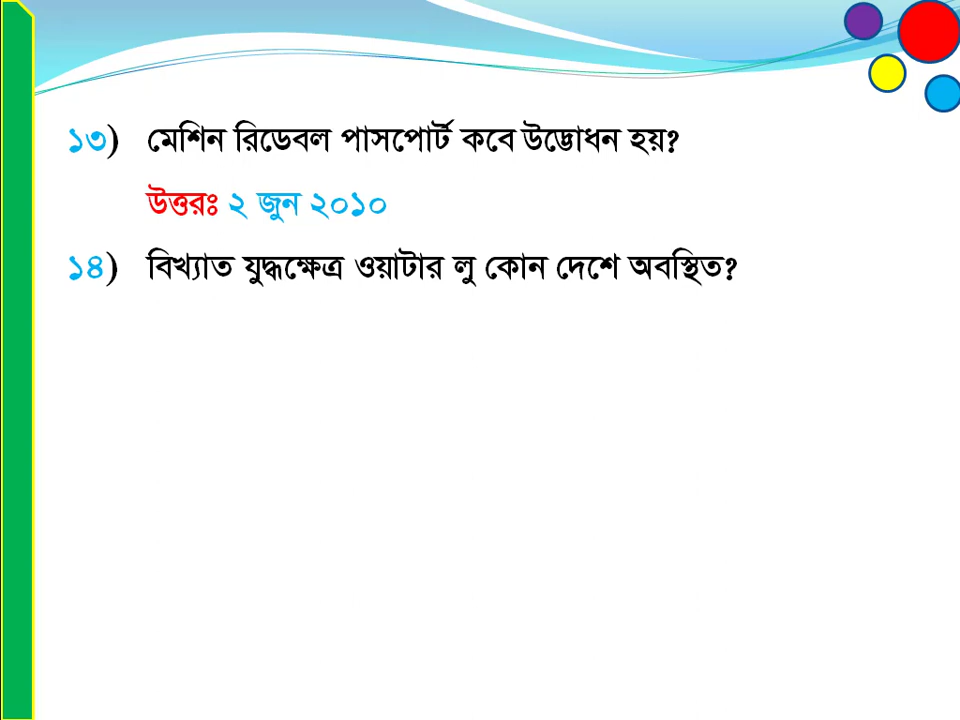 ১৩) মেশিন রিডেবল পাসপোর্ট কবে উদ্ভোধন হয়?
উত্তরঃ ২ জুন ২০১০
১৪) বিখ্যাত যুদ্ধক্ষেত্র ওয়াটার লু কোন দেশে অবস্থিত?